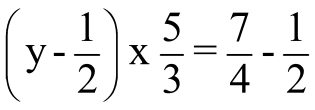 (y - 1/2) x 5/3 = 7/4 - 1/2